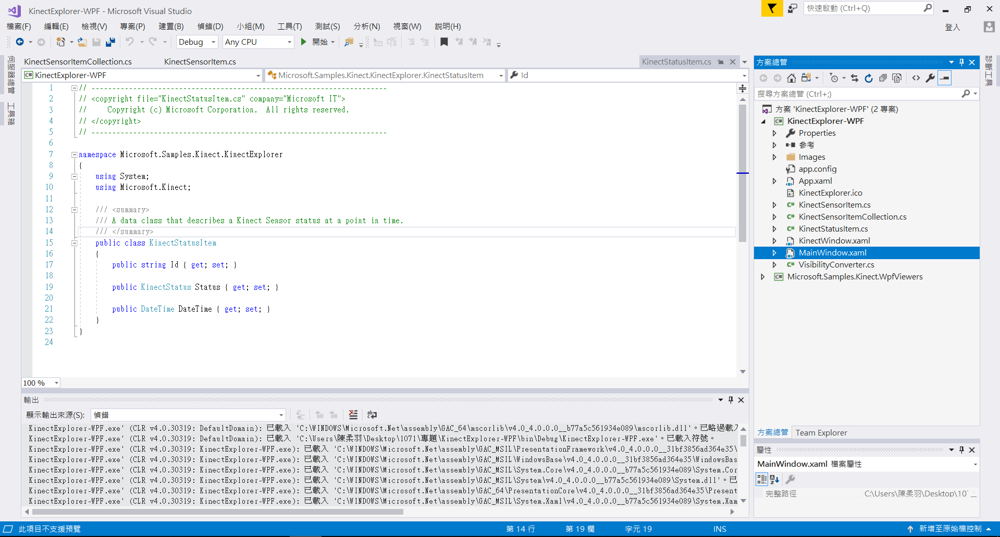 KinectExplorer-WPF - Microsoft Visual Studio
快速啟動 (Ctrl+Q)
檔案(F) 編輯(E) 檢視(V) 專案(P) 建置(B) 偵錯(D) 小組(M) 工具(T) 測試(S) 分析(N) 視窗(W) 說明(H)
登入
Debug Any CPU 開始
伺服器總管
工具箱
KinectSensorItemCollection.cs KinectSensorItem.cs KinectStatusItem.cs
KinectExplorer-WPF Microsoft.Samples.Kinect.KinectExplorer.KinectStatusItem Id
1 // -----------------------------------------------------------------------
2 // <copyright file="KinectStatusItem.cs" company="Microsoft IT">
3 //     Copyright (c) Microsoft Corporation.  All rights reserved.
4 // </copyright>
5 // -----------------------------------------------------------------------
6
7 namespace Microsoft.Samples.Kinect.KinectExplorer
8 {
9     using System;
10     using Microsoft.Kinect;
11
12     /// <summary>
13     /// A data class that describes a Kinect Sensor status at a point in time.
14     /// </summary>
15     public class KinectStatusItem
16     {
17         public string Id { get; set; }
18
19         public KinectStatus Status { get; set; }
20
21         public DateTime DateTime { get; set; }
22     }
23 }
24
100 %
輸出
顯示輸出來源(S): 偵錯
KinectExplorer-WPF.exe' (CLR v4.0.30319: DefaultDomain): 已載入 'C:\WINDOWS\Microsoft.Net\assembly\GAC_64\mscorlib\v4.0_4.0.0.0__b77a5c561934e089\mscorlib.dll'。已略過載入
KinectExplorer-WPF.exe' (CLR v4.0.30319: DefaultDomain): 已載入 'C:\Users\陳柔羽\Desktop\1071\專題\KinectExplorer-WPF\bin\Debug\KinectExplorer-WPF.exe'。已載入符號。
KinectExplorer-WPF.exe' (CLR v4.0.30319: KinectExplorer-WPF.exe): 已載入 'C:\WINDOWS\Microsoft.Net\assembly\GAC_MSIL\PresentationFramework\v4.0_4.0.0.0__31bf3856ad364e35\
KinectExplorer-WPF.exe' (CLR v4.0.30319: KinectExplorer-WPF.exe): 已載入 'C:\WINDOWS\Microsoft.Net\assembly\GAC_MSIL\WindowsBase\v4.0_4.0.0.0__31bf3856ad364e35\WindowsBas
KinectExplorer-WPF.exe' (CLR v4.0.30319: KinectExplorer-WPF.exe): 已載入 'C:\WINDOWS\Microsoft.Net\assembly\GAC_MSIL\System.Core\v4.0_4.0.0.0__b77a5c561934e089\System.Cor
KinectExplorer-WPF.exe' (CLR v4.0.30319: KinectExplorer-WPF.exe): 已載入 'C:\WINDOWS\Microsoft.Net\assembly\GAC_MSIL\System\v4.0_4.0.0.0__b77a5c561934e089\System.dll'。已
KinectExplorer-WPF.exe' (CLR v4.0.30319: KinectExplorer-WPF.exe): 已載入 'C:\WINDOWS\Microsoft.Net\assembly\GAC_64\PresentationCore\v4.0_4.0.0.0__31bf3856ad364e35\Present
KinectExplorer-WPF.exe' (CLR v4.0.30319: KinectExplorer-WPF.exe): 已載入 'C:\WINDOWS\Microsoft.Net\assembly\GAC_MSIL\System.Xaml\v4.0_4.0.0.0__b77a5c561934e089\System.Xam
方案總管
搜尋方案總管 (Ctrl+;)
方案 'KinectExplorer-WPF' (2 專案)
KinectExplorer-WPF
Properties
參考
Images
app.config
App.xaml
KinectExplorer.ico
KinectSensorItem.cs
KinectSensorItemCollection.cs
KinectStatusItem.cs
KinectWindow.xaml
MainWindow.xaml
VisibilityConverter.cs
Microsoft.Samples.Kinect.WpfViewers
方案總管 Team Explorer
屬性
MainWindow.xaml 檔案屬性
完整路徑 C:\Users\陳柔羽\Desktop\10
診斷工具
此項目不支援預覽 第 14 行 第 19 欄 字元 19 INS 新增至原始檔控制